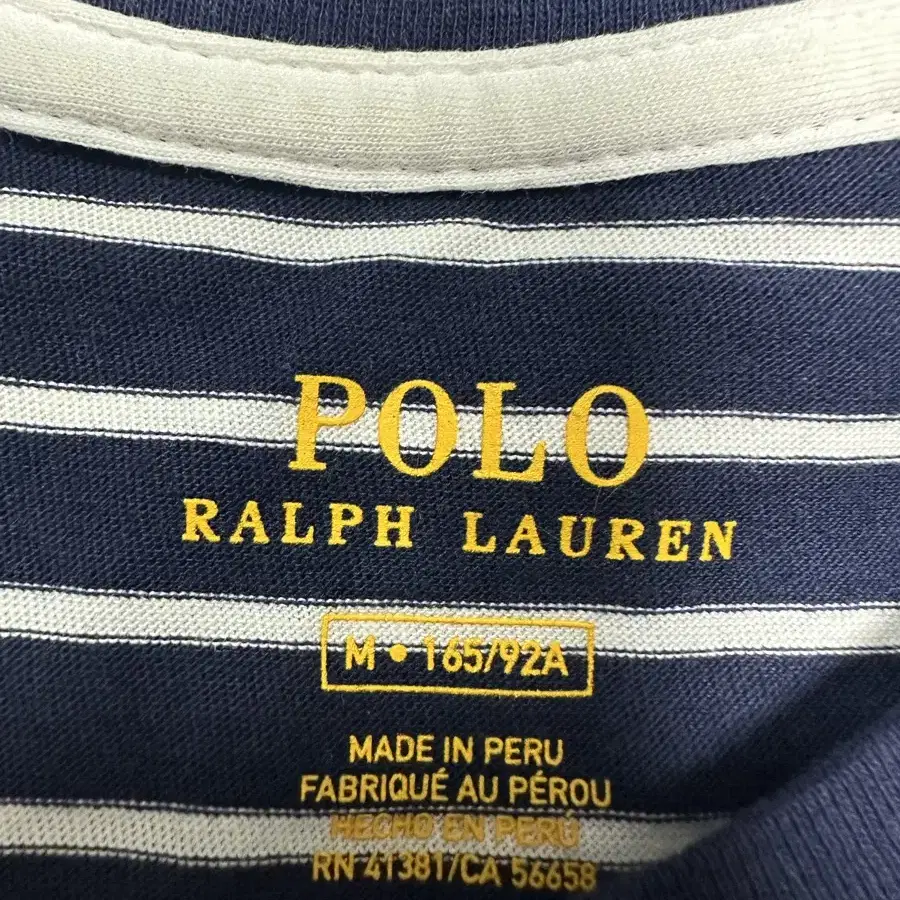 POLO
RALPH LAUREN
M • 165/92A
MADE IN PERU
FABRIQUÉ AU PÉROU
HECHO EN PERÚ
RN 41381/CA 56658